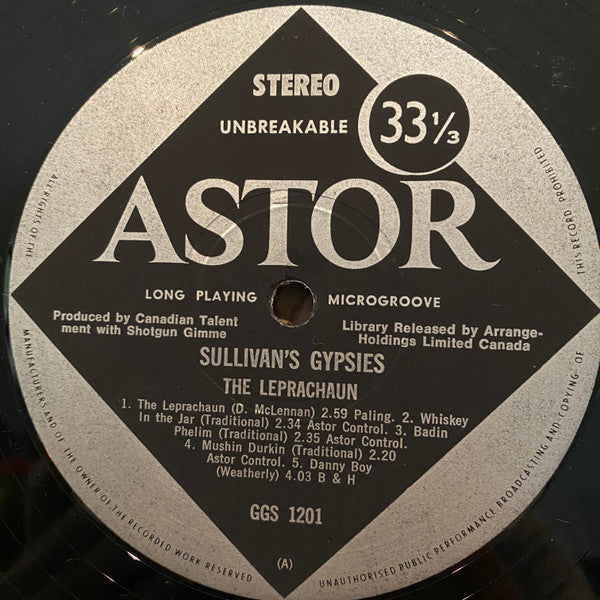 STEREO
UNBREAKABLE
33 1/3
ASTOR
LONG PLAYING MICROGROOVE
Produced by Canadian Talent Library Released by Arrange-
ment with Shotgun Gimme Holdings Limited Canada
SULLIVAN'S GYPSIES
THE LEPRACHAUN
1. The Leprachaun (D. McLennan) 2.59 Paling. 2. Whiskey
In the Jar (Traditional) 2.34 Astor Control. 3. Badin
Phelim (Traditional) 2.35 Astor Control.
4. Mushin Durkin (Traditional) 2.20
Astor Control. 5. Danny Boy
(Weatherly) 4.03 B & H
GGS 1201
(A)
ALL RIGHTS OF THE MANUFACTURERS AND OF THE OWNER OF THE RECORDED WORK RESERVED
UNAUTHORISED PUBLIC PERFORMANCE BROADCASTING AND COPYING OF THIS RECORD PROHIBITED